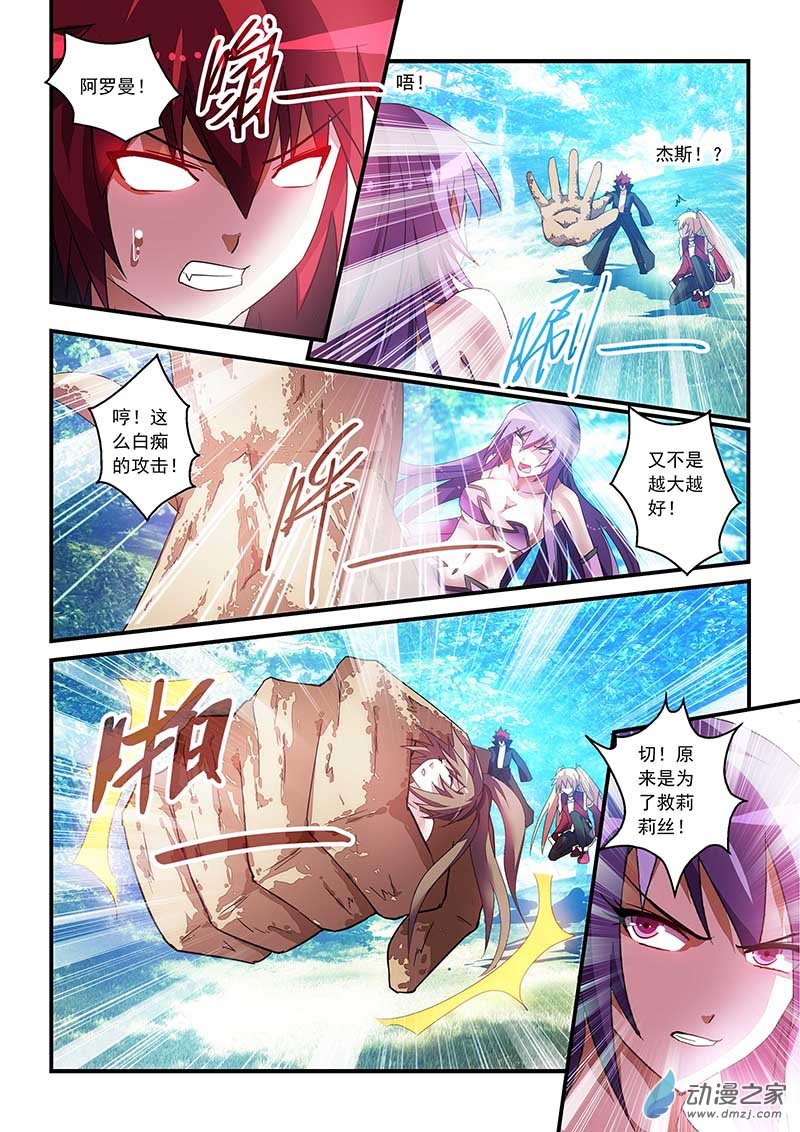 阿罗曼！
嗡——
唔！
杰斯！？
唰——
哼！这
么白痴
的攻击！
呼——
又不是
越大越
好！
啪——
切！原
来是为
了救莉
莉丝！
动漫之家
www.dmzj.com